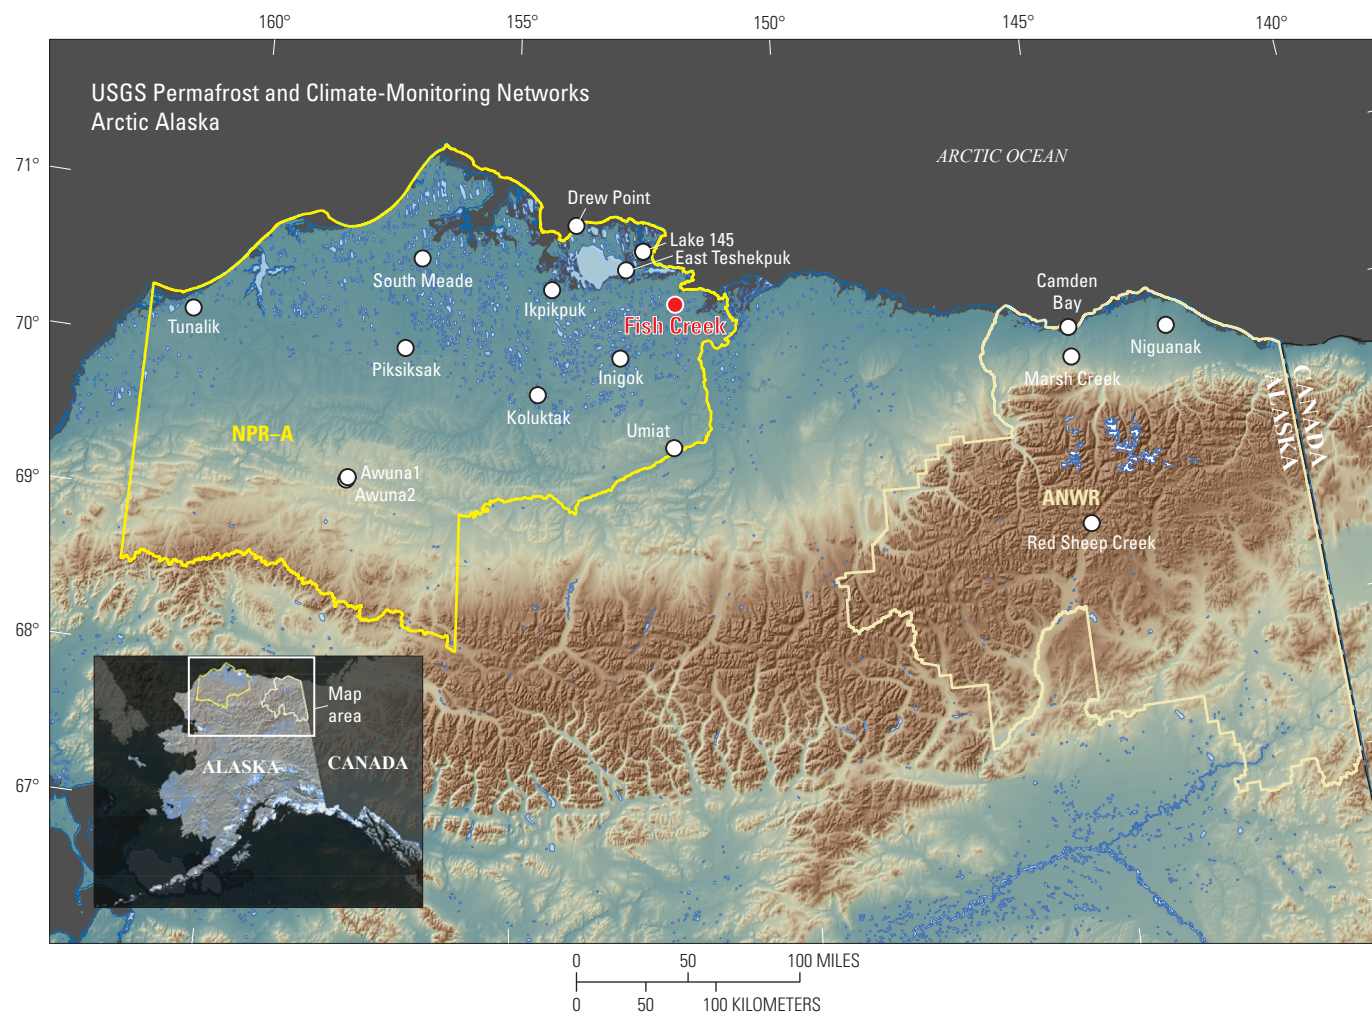 160°
155°
150°
145°
140°
USGS Permafrost and Climate-Monitoring Networks
Arctic Alaska
71°
ARCTIC OCEAN
Drew Point
Lake 145
East Teshekpuk
South Meade
Ikpikpuk
Camden
Bay
70°
Tunalik
Fish Creek
Niguanak
Piksiksak
Inigok
Marsh Creek
Koluktak
CANADA
ALASKA
NPR–A
Umiat
69°
Awuna1
Awuna2
ANWR
Red Sheep Creek
68°
Map
area
ALASKA
CANADA
67°
0 50 100 MILES
0 50 100 KILOMETERS